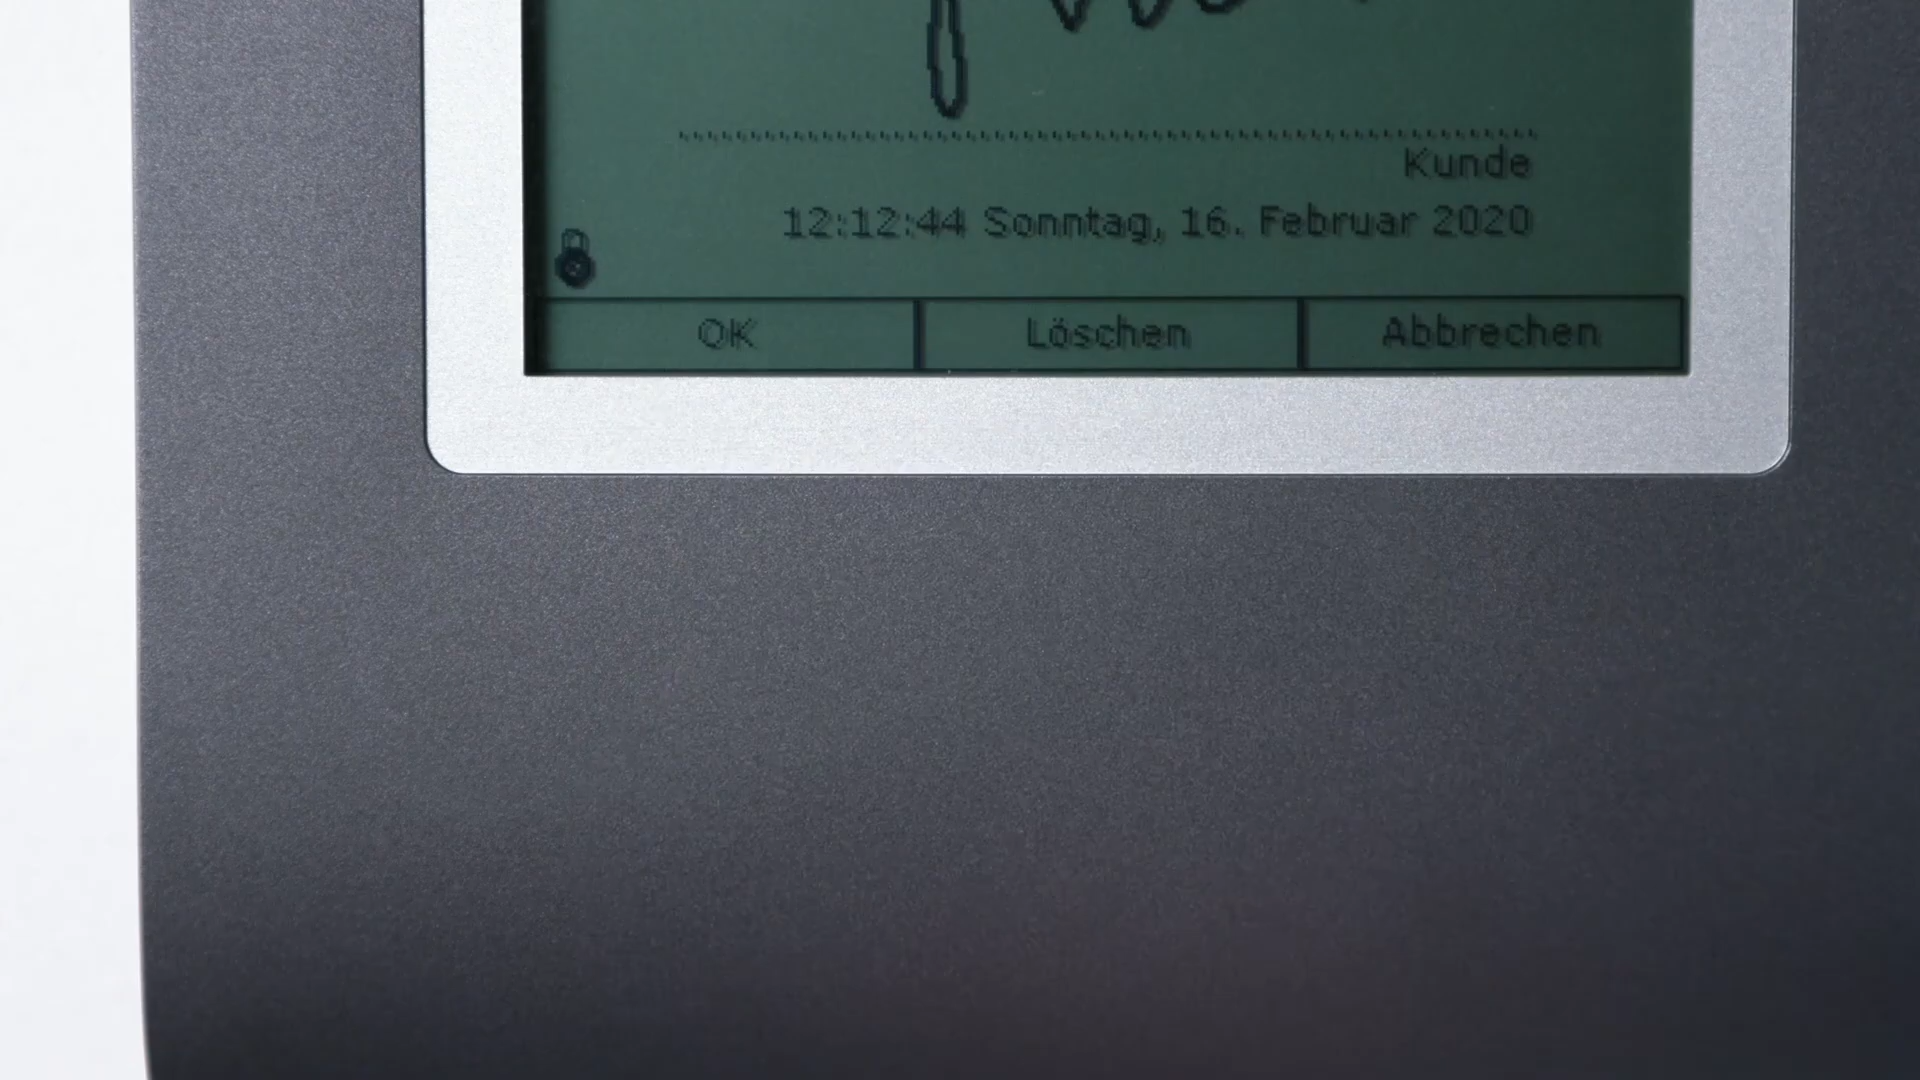 Kunde
12:12:44 Sonntag, 16. Februar 2020
OK
Löschen
Abbrechen